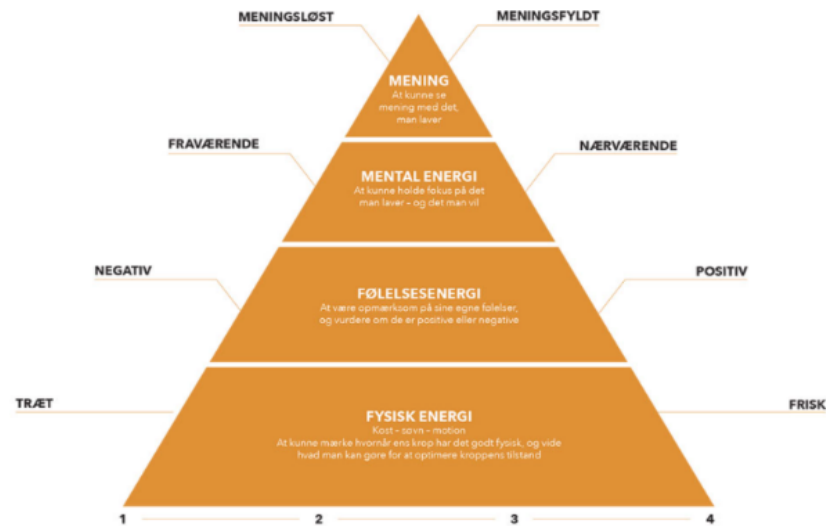 MENINGSLØST
MENINGSFYLDT
MENING
At kunne se
mening med det,
man laver
FRAVÆRENDE
NÆRVÆRENDE
MENTAL ENERGI
At kunne holde fokus på det
man laver – og det man vil
NEGATIV
POSITIV
FØLELSESENERGI
At være opmærksom på sine egne følelser,
og vurdere om de er positive eller negative
TRÆT
FRISK
FYSISK ENERGI
Kost – søvn – motion
At kunne mærke hvornår ens krop har det godt fysisk, og vide
hvad man kan gøre for at optimere kroppens tilstand
1 2 3 4